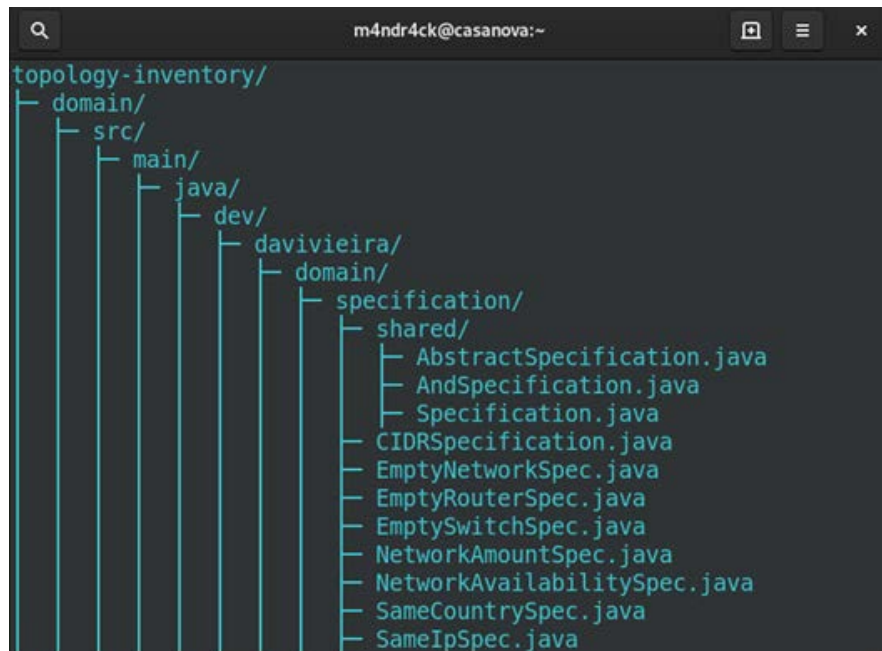 m4ndr4ck@casanova:~
topology-inventory/
domain/
src/
main/
java/
dev/
davivieira/
domain/
specification/
shared/
AbstractSpecification.java
AndSpecification.java
Specification.java
CIDRSpecification.java
EmptyNetworkSpec.java
EmptyRouterSpec.java
EmptySwitchSpec.java
NetworkAmountSpec.java
NetworkAvailabilitySpec.java
SameCountrySpec.java
SameIpSpec.java